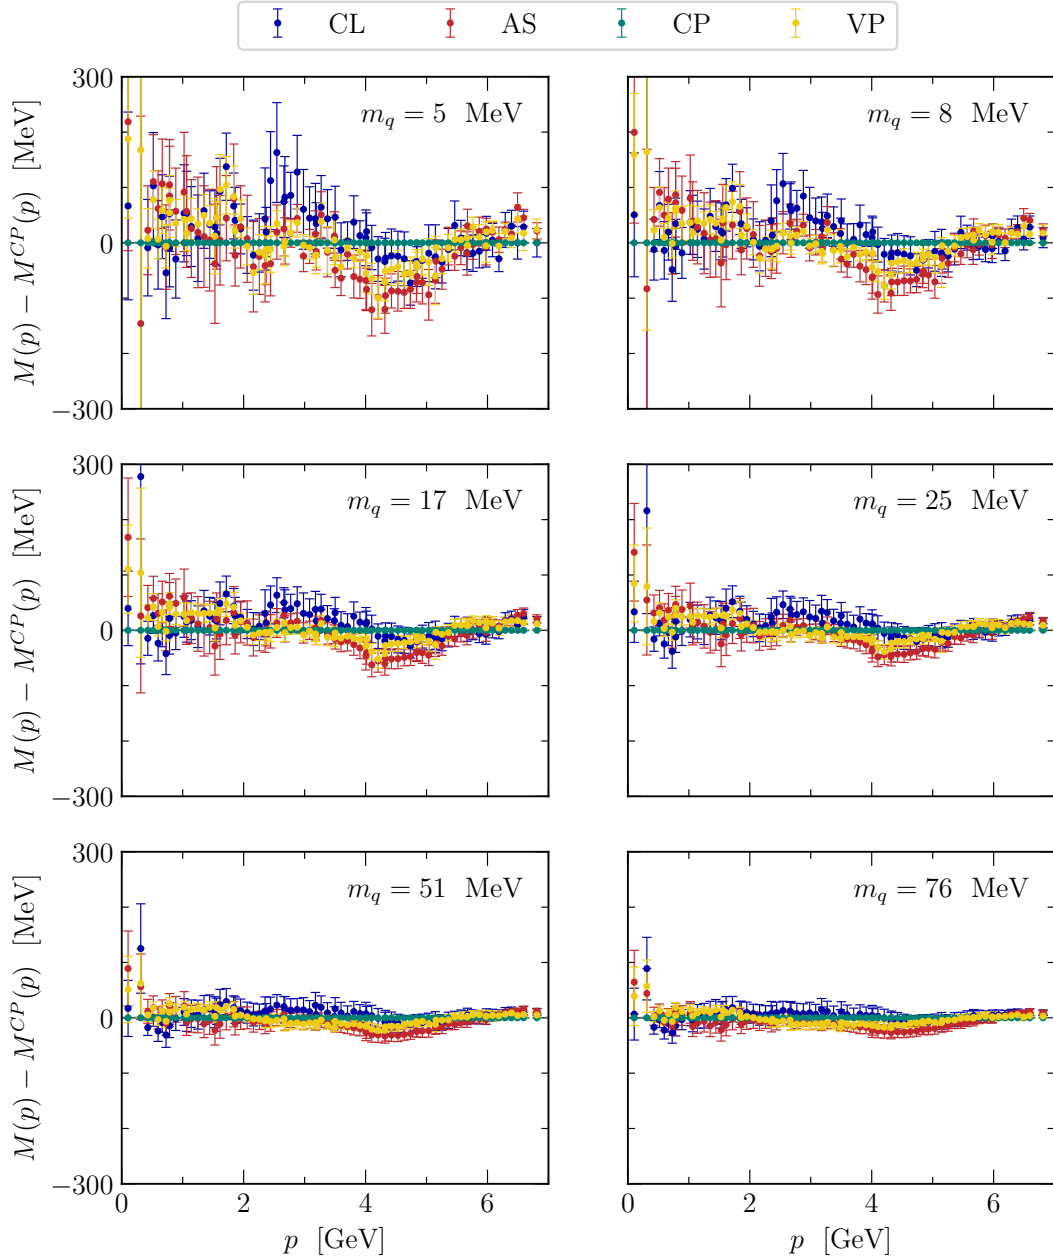 CL AS CP VP
M(p) − M^{CP}(p) [MeV]
300
0
−300
m_q = 5 MeV
m_q = 8 MeV
M(p) − M^{CP}(p) [MeV]
300
0
−300
m_q = 17 MeV
m_q = 25 MeV
M(p) − M^{CP}(p) [MeV]
300
0
−300
m_q = 51 MeV
m_q = 76 MeV
0 2 4 6
0 2 4 6
p [GeV]
p [GeV]